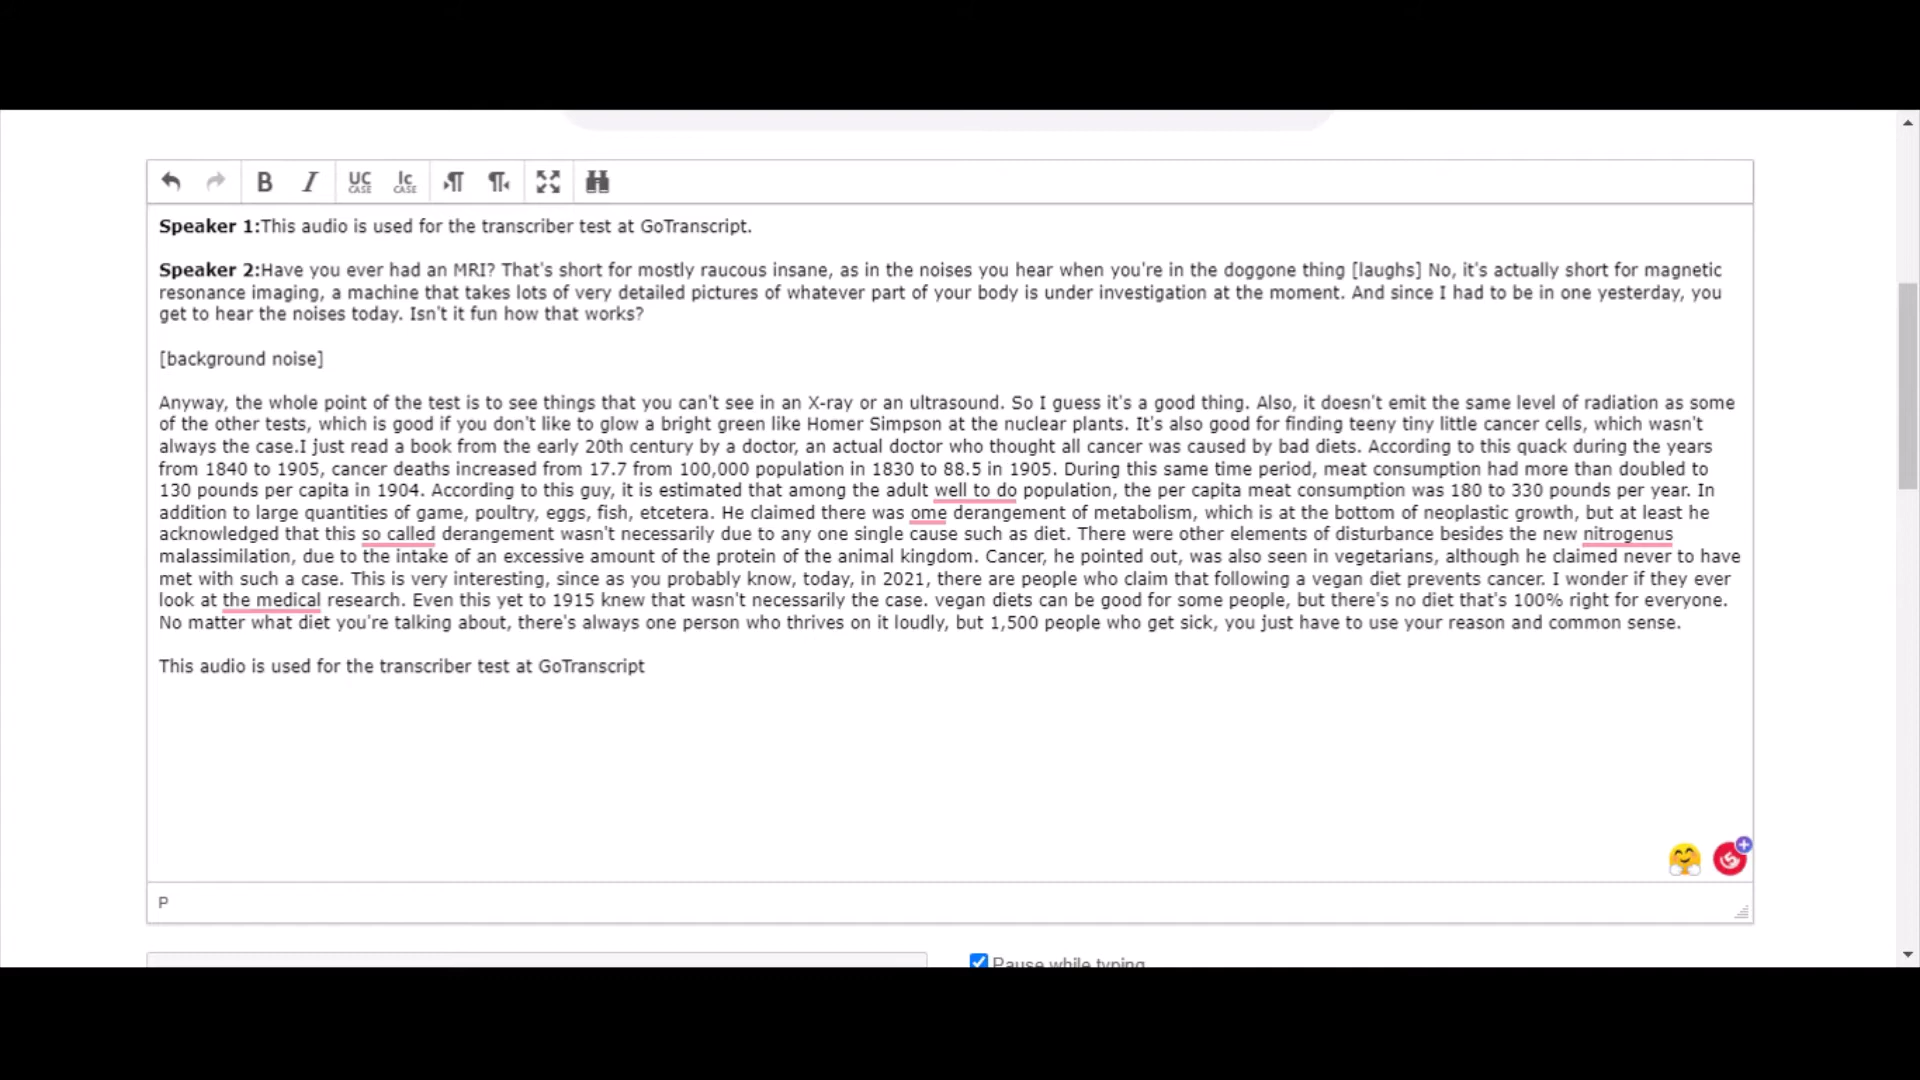 UC
CASE
lc
CASE
Speaker 1:This audio is used for the transcriber test at GoTranscript.
Speaker 2:Have you ever had an MRI? That's short for mostly raucous insane, as in the noises you hear when you're in the doggone thing [laughs] No, it's actually short for magnetic
resonance imaging, a machine that takes lots of very detailed pictures of whatever part of your body is under investigation at the moment. And since I had to be in one yesterday, you
get to hear the noises today. Isn't it fun how that works?
[background noise]
Anyway, the whole point of the test is to see things that you can't see in an X-ray or an ultrasound. So I guess it's a good thing. Also, it doesn't emit the same level of radiation as some
of the other tests, which is good if you don't like to glow a bright green like Homer Simpson at the nuclear plants. It's also good for finding teeny tiny little cancer cells, which wasn't
always the case.I just read a book from the early 20th century by a doctor, an actual doctor who thought all cancer was caused by bad diets. According to this quack during the years
from 1840 to 1905, cancer deaths increased from 17.7 from 100,000 population in 1830 to 88.5 in 1905. During this same time period, meat consumption had more than doubled to
130 pounds per capita in 1904. According to this guy, it is estimated that among the adult well to do population, the per capita meat consumption was 180 to 330 pounds per year. In
addition to large quantities of game, poultry, eggs, fish, etcetera. He claimed there was ome derangement of metabolism, which is at the bottom of neoplastic growth, but at least he
acknowledged that this so called derangement wasn't necessarily due to any one single cause such as diet. There were other elements of disturbance besides the new nitrogenus
malassimilation, due to the intake of an excessive amount of the protein of the animal kingdom. Cancer, he pointed out, was also seen in vegetarians, although he claimed never to have
met with such a case. This is very interesting, since as you probably know, today, in 2021, there are people who claim that following a vegan diet prevents cancer. I wonder if they ever
look at the medical research. Even this yet to 1915 knew that wasn't necessarily the case. vegan diets can be good for some people, but there's no diet that's 100% right for everyone.
No matter what diet you're talking about, there's always one person who thrives on it loudly, but 1,500 people who get sick, you just have to use your reason and common sense.
This audio is used for the transcriber test at GoTranscript
P
Pause while typing